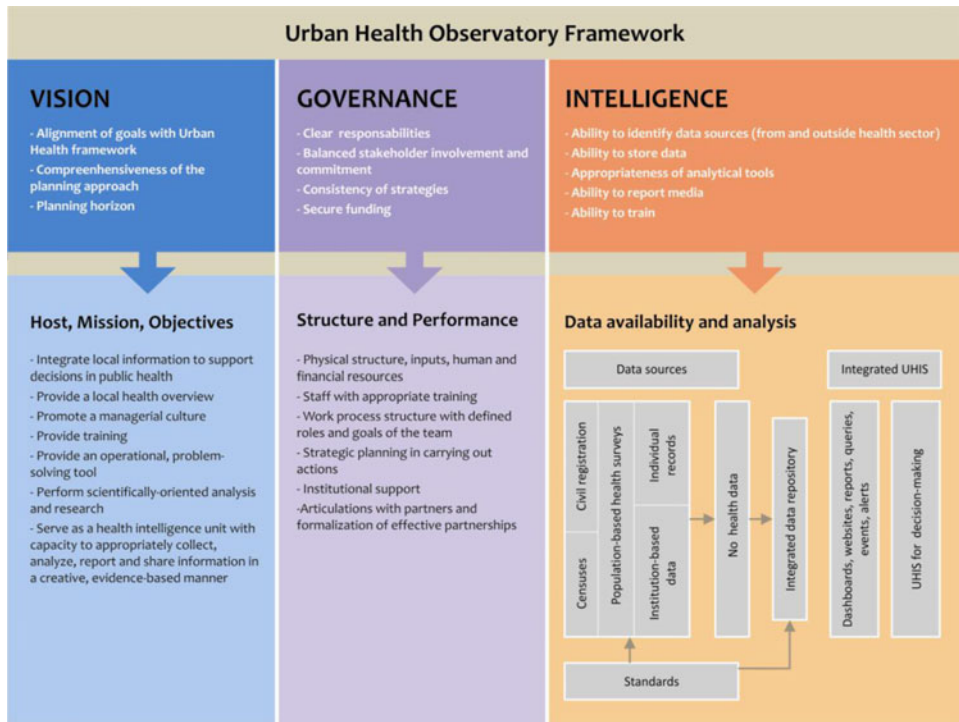 Urban Health Observatory Framework
VISION
- Alignment of goals with Urban
Health framework
- Compreenhensiveness of the
planning approach
- Planning horizon
GOVERNANCE
- Clear responsabilities
- Balanced stakeholder involvement and
commitment
- Consistency of strategies
- Secure funding
INTELLIGENCE
- Ability to identify data sources (from and outside health sector)
- Ability to store data
- Appropriateness of analytical tools
- Ability to report media
- Ability to train
Host, Mission, Objectives
- Integrate local information to support
decisions in public health
- Provide a local health overview
- Promote a managerial culture
- Provide training
- Provide an operational, problem-
solving tool
- Perform scientifically-oriented analysis
and research
- Serve as a health intelligence unit with
capacity to appropriately collect,
analyze, report and share information in
a creative, evidence-based manner
Structure and Performance
- Physical structure, inputs, human and
financial resources
- Staff with appropriate training
- Work process structure with defined
roles and goals of the team
- Strategic planning in carrying out
actions
- Institutional support
-Articulations with partners and
formalization of effective partnerships
Data availability and analysis
Data sources
Integrated UHIS
Civil registration
Censuses
Population-based health surveys
Individual
records
Institution-based
data
No health data
Integrated data repository
Dashboards, websites, reports, queries,
events, alerts
UHIS for decision-making
Standards